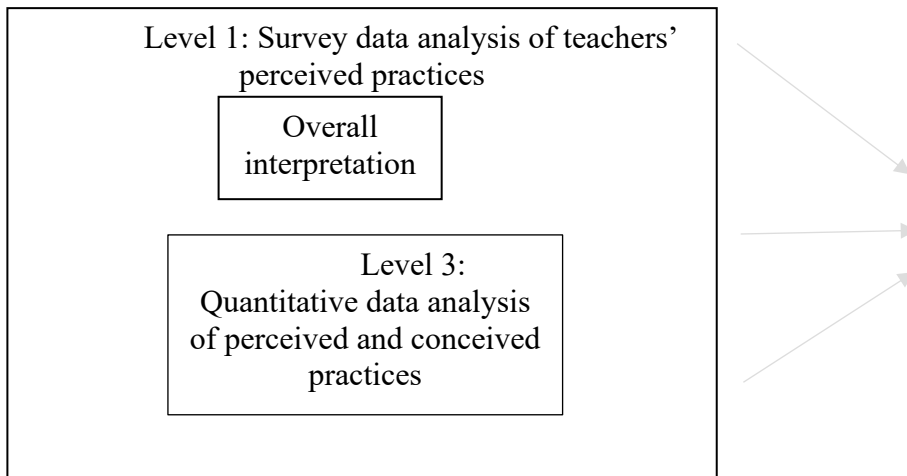 Level 1: Survey data analysis of teachers’
perceived practices
Overall
interpretation
Level 3:
Quantitative data analysis
of perceived and conceived
practices